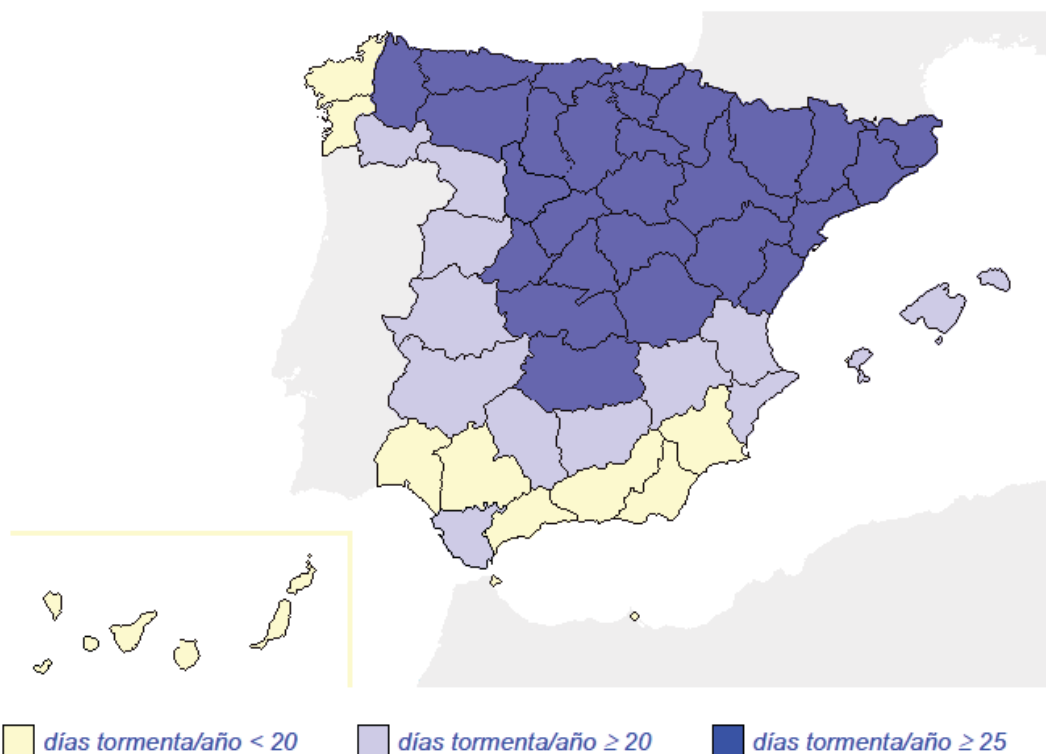 días tormenta/año < 20
días tormenta/año ≥ 20
días tormenta/año ≥ 25